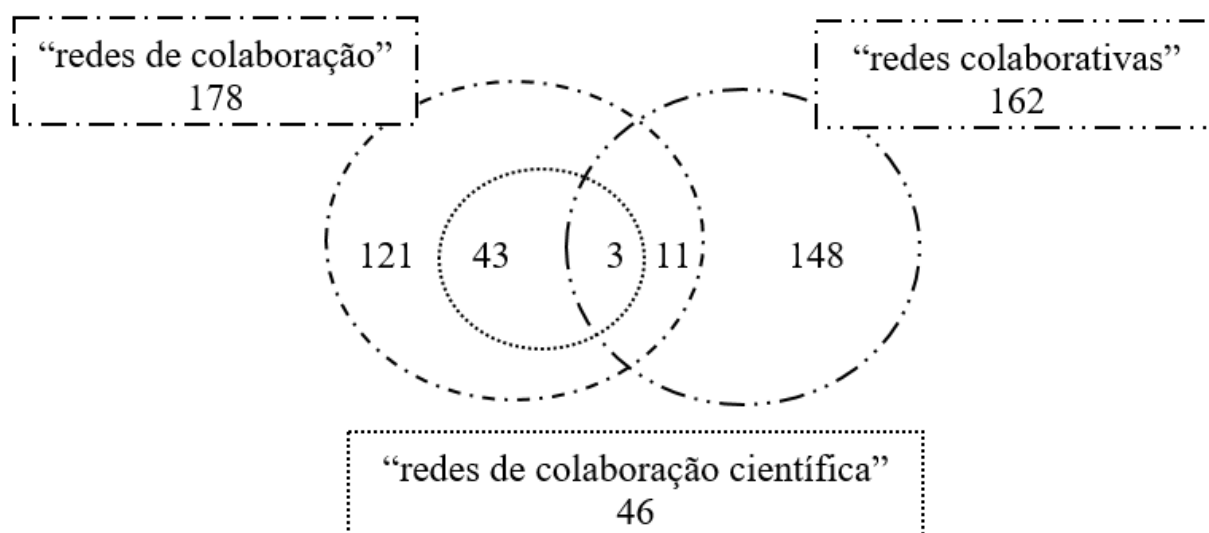 “redes de colaboração”
178
“redes colaborativas”
162
121 43 3 11 148
“redes de colaboração científica”
46